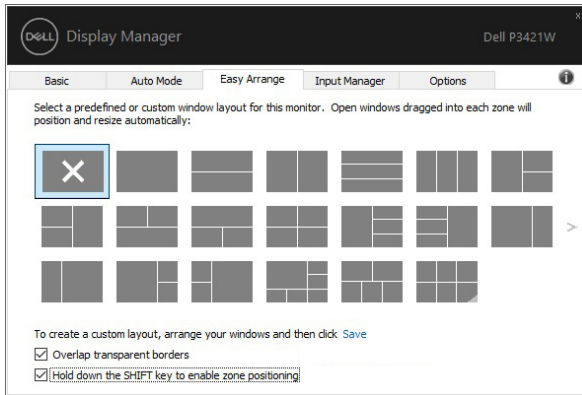 x
DELL Display Manager Dell P3421W
Basic Auto Mode Easy Arrange Input Manager Options i
Select a predefined or custom window layout for this monitor. Open windows dragged into each zone will
position and resize automatically:
>
To create a custom layout, arrange your windows and then click Save
Overlap transparent borders
Hold down the SHIFT key to enable zone positioning